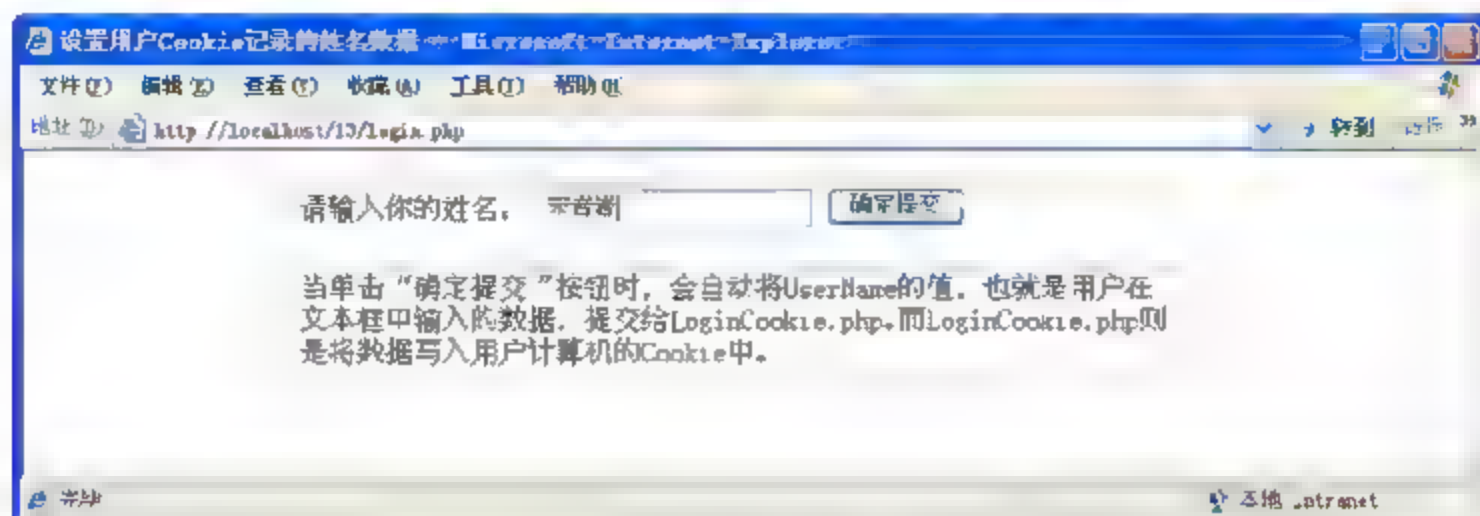 设置用户Cookie记录的姓名数据 - Microsoft Internet Explorer
文件(F) 编辑(E) 查看(V) 收藏(A) 工具(T) 帮助(H)
地址(D) http://localhost/13/login.php 转到
请输入你的姓名: 确定提交
当单击“确定提交”按钮时,会自动将UserName的值,也就是用户在
文本框中输入的数据,提交给LoginCookie.php,而LoginCookie.php则
是将数据写入用户计算机的Cookie中。
完毕 本地 Intranet